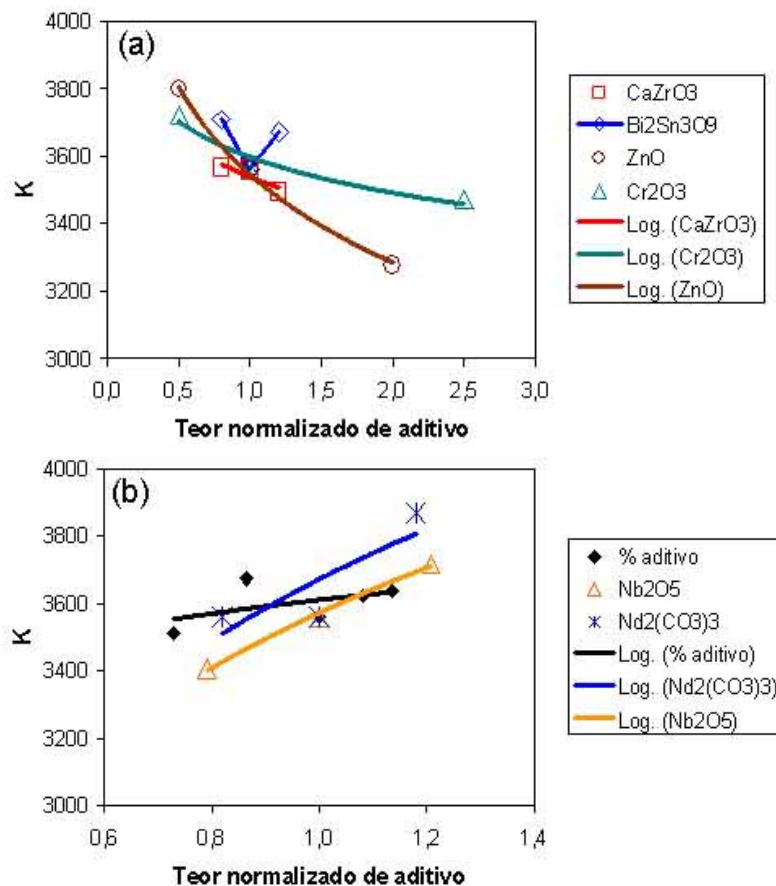 (a)
4000
3800
3600
3400
3200
3000
K
0,0 0,5 1,0 1,5 2,0 2,5 3,0
Teor normalizado de aditivo
CaZrO3
Bi2Sn3O9
ZnO
Cr2O3
Log. (CaZrO3)
Log. (Cr2O3)
Log. (ZnO)
(b)
4000
3800
3600
3400
3200
3000
K
0,6 0,8 1,0 1,2 1,4
Teor normalizado de aditivo
% aditivo
Nb2O5
Nd2(CO3)3
Log. (% aditivo)
Log. (Nd2(CO3)3)
Log. (Nb2O5)